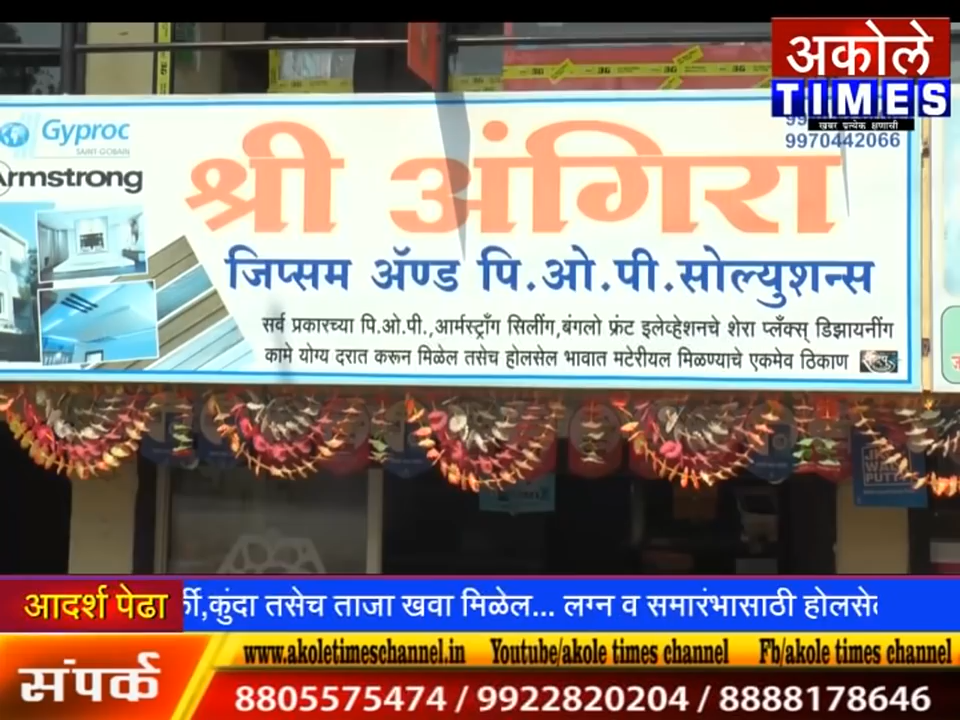 अकोले
TIMES
खबर प्रत्येक क्षणाची
9970442066
Gyproc
SAINT-GOBAIN
Armstrong
श्री अंगिरा
जिप्सम ॲण्ड पि.ओ.पी.सोल्युशन्स
सर्व प्रकारच्या पि.ओ.पी.,आर्मस्ट्राँग सिलींग,बंगलो फ्रंट इलेव्हेशनचे शेरा प्लँक्स् डिझायनींग
कामे योग्य दरात करून मिळेल तसेच होलसेल भावात मटेरीयल मिळण्याचे एकमेव ठिकाण
WALL
PUTTY
आदर्श पेढा
र्फी,कुंदा तसेच ताजा खवा मिळेल... लग्न व समारंभासाठी होलसे
संपर्क
www.akoletimeschannel.in Youtube/akole times channel Fb/akole times channel
8805575474 / 9922820204 / 8888178646